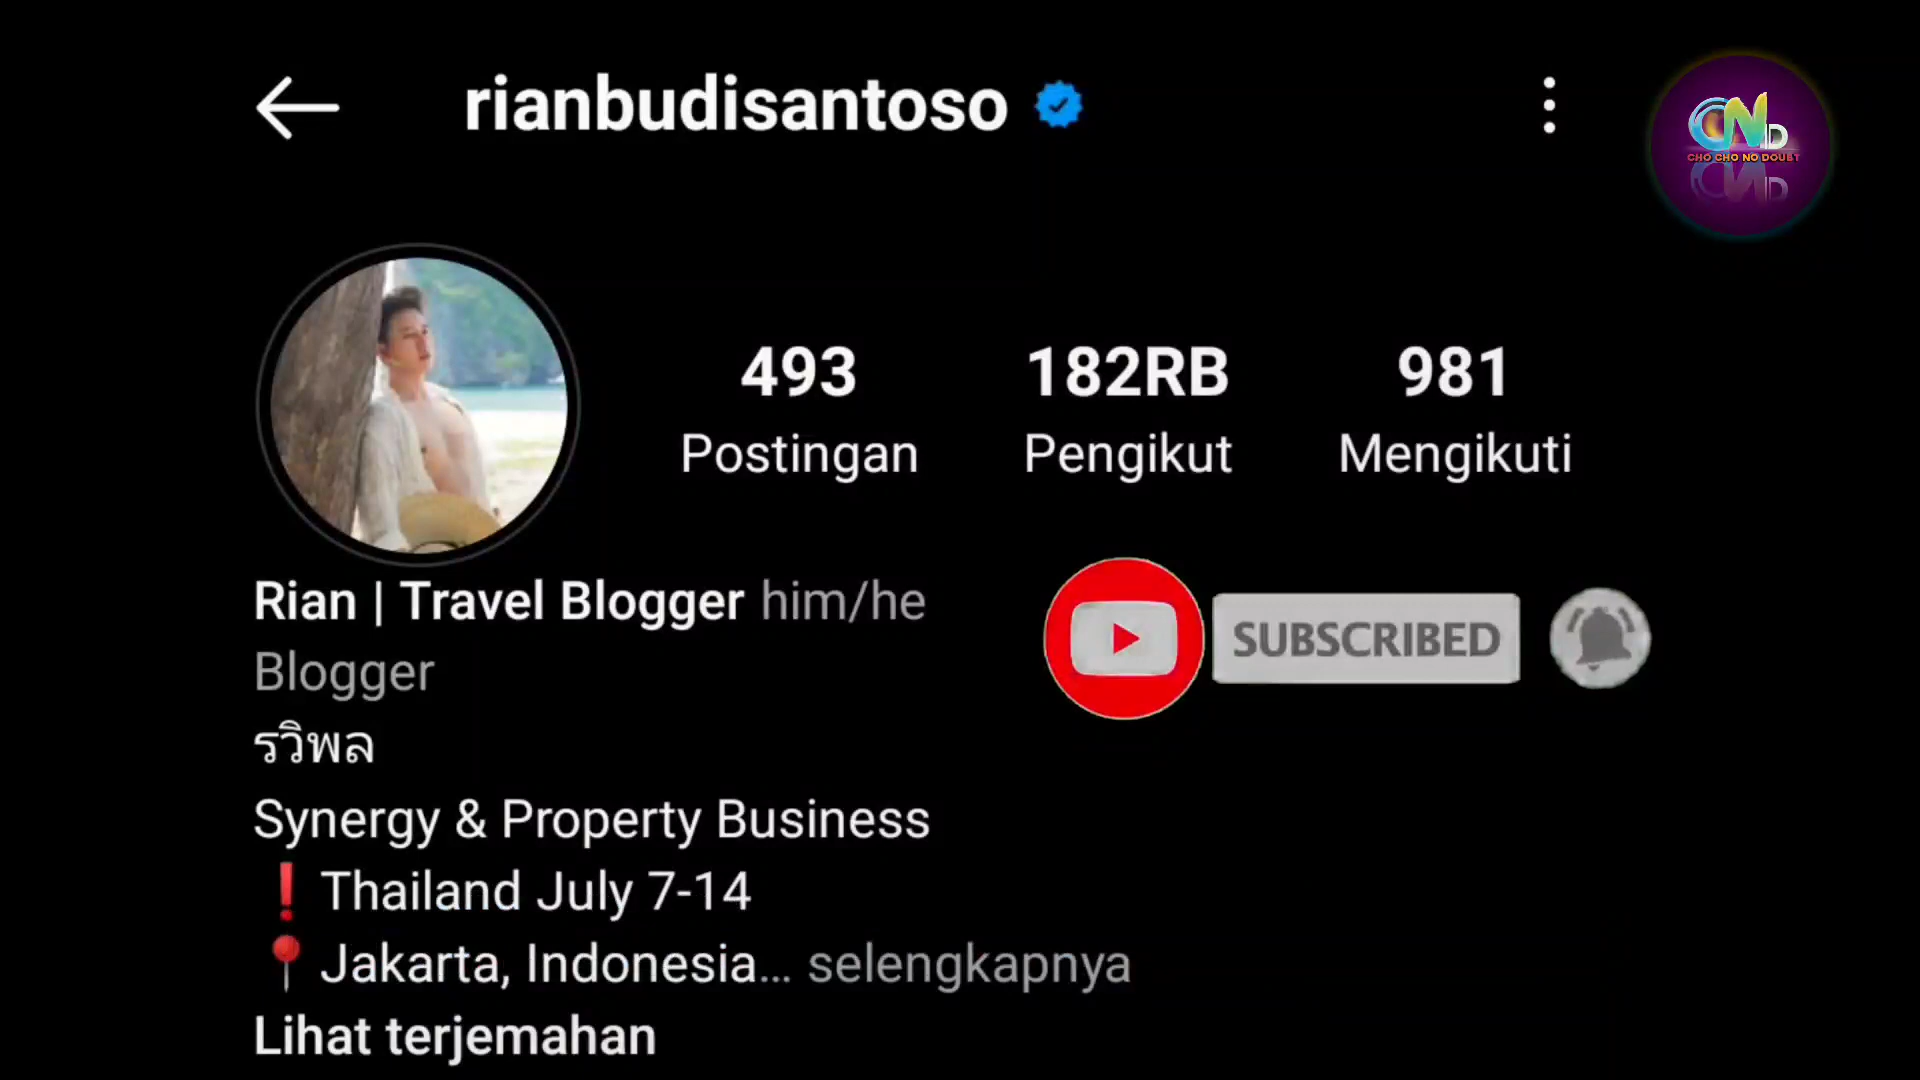 rianbudisantoso
CND
CHO CHO NO DOUBT
493
182RB
981
Postingan
Pengikut
Mengikuti
Rian | Travel Blogger him/he
Blogger
SUBSCRIBED
รวิพล
Synergy & Property Business
❗Thailand July 7-14
📍Jakarta, Indonesia... selengkapnya
Lihat terjemahan